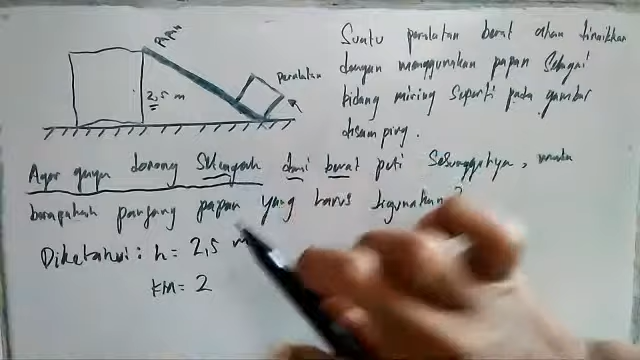 papan
2,5 m
peralatan
Suatu peralatan berat akan dinaikkan
dengan menggunakan papan sebagai
bidang miring seperti pada gambar
disamping.
Agar gaya dorong setengah dari berat peti sesungguhnya, maka
berapakah panjang papan yang harus digunakan?
Diketahui : h = 2,5 m
KM = 2